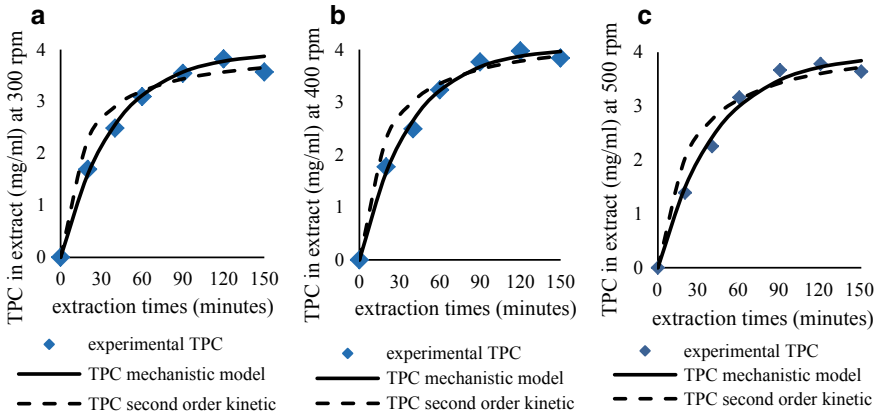 a
TPC in extract (mg/ml) at 300 rpm
4
3
2
1
0
0 30 60 90 120 150
extraction times (minutes)
experimental TPC
TPC mechanistic model
TPC second order kinetic
b
TPC in extract (mg/ml) at 400 rpm
4
3
2
1
0
0 30 60 90 120 150
extraction times (minutes)
experimental TPC
TPC mechanistic model
TPC second order kinetic
c
TPC in extract (mg/ml) at 500 rpm
4
3
2
1
0
0 30 60 90 120 150
extraction times (minutes)
experimental TPC
TPC mechanistic model
TPC second order kinetic